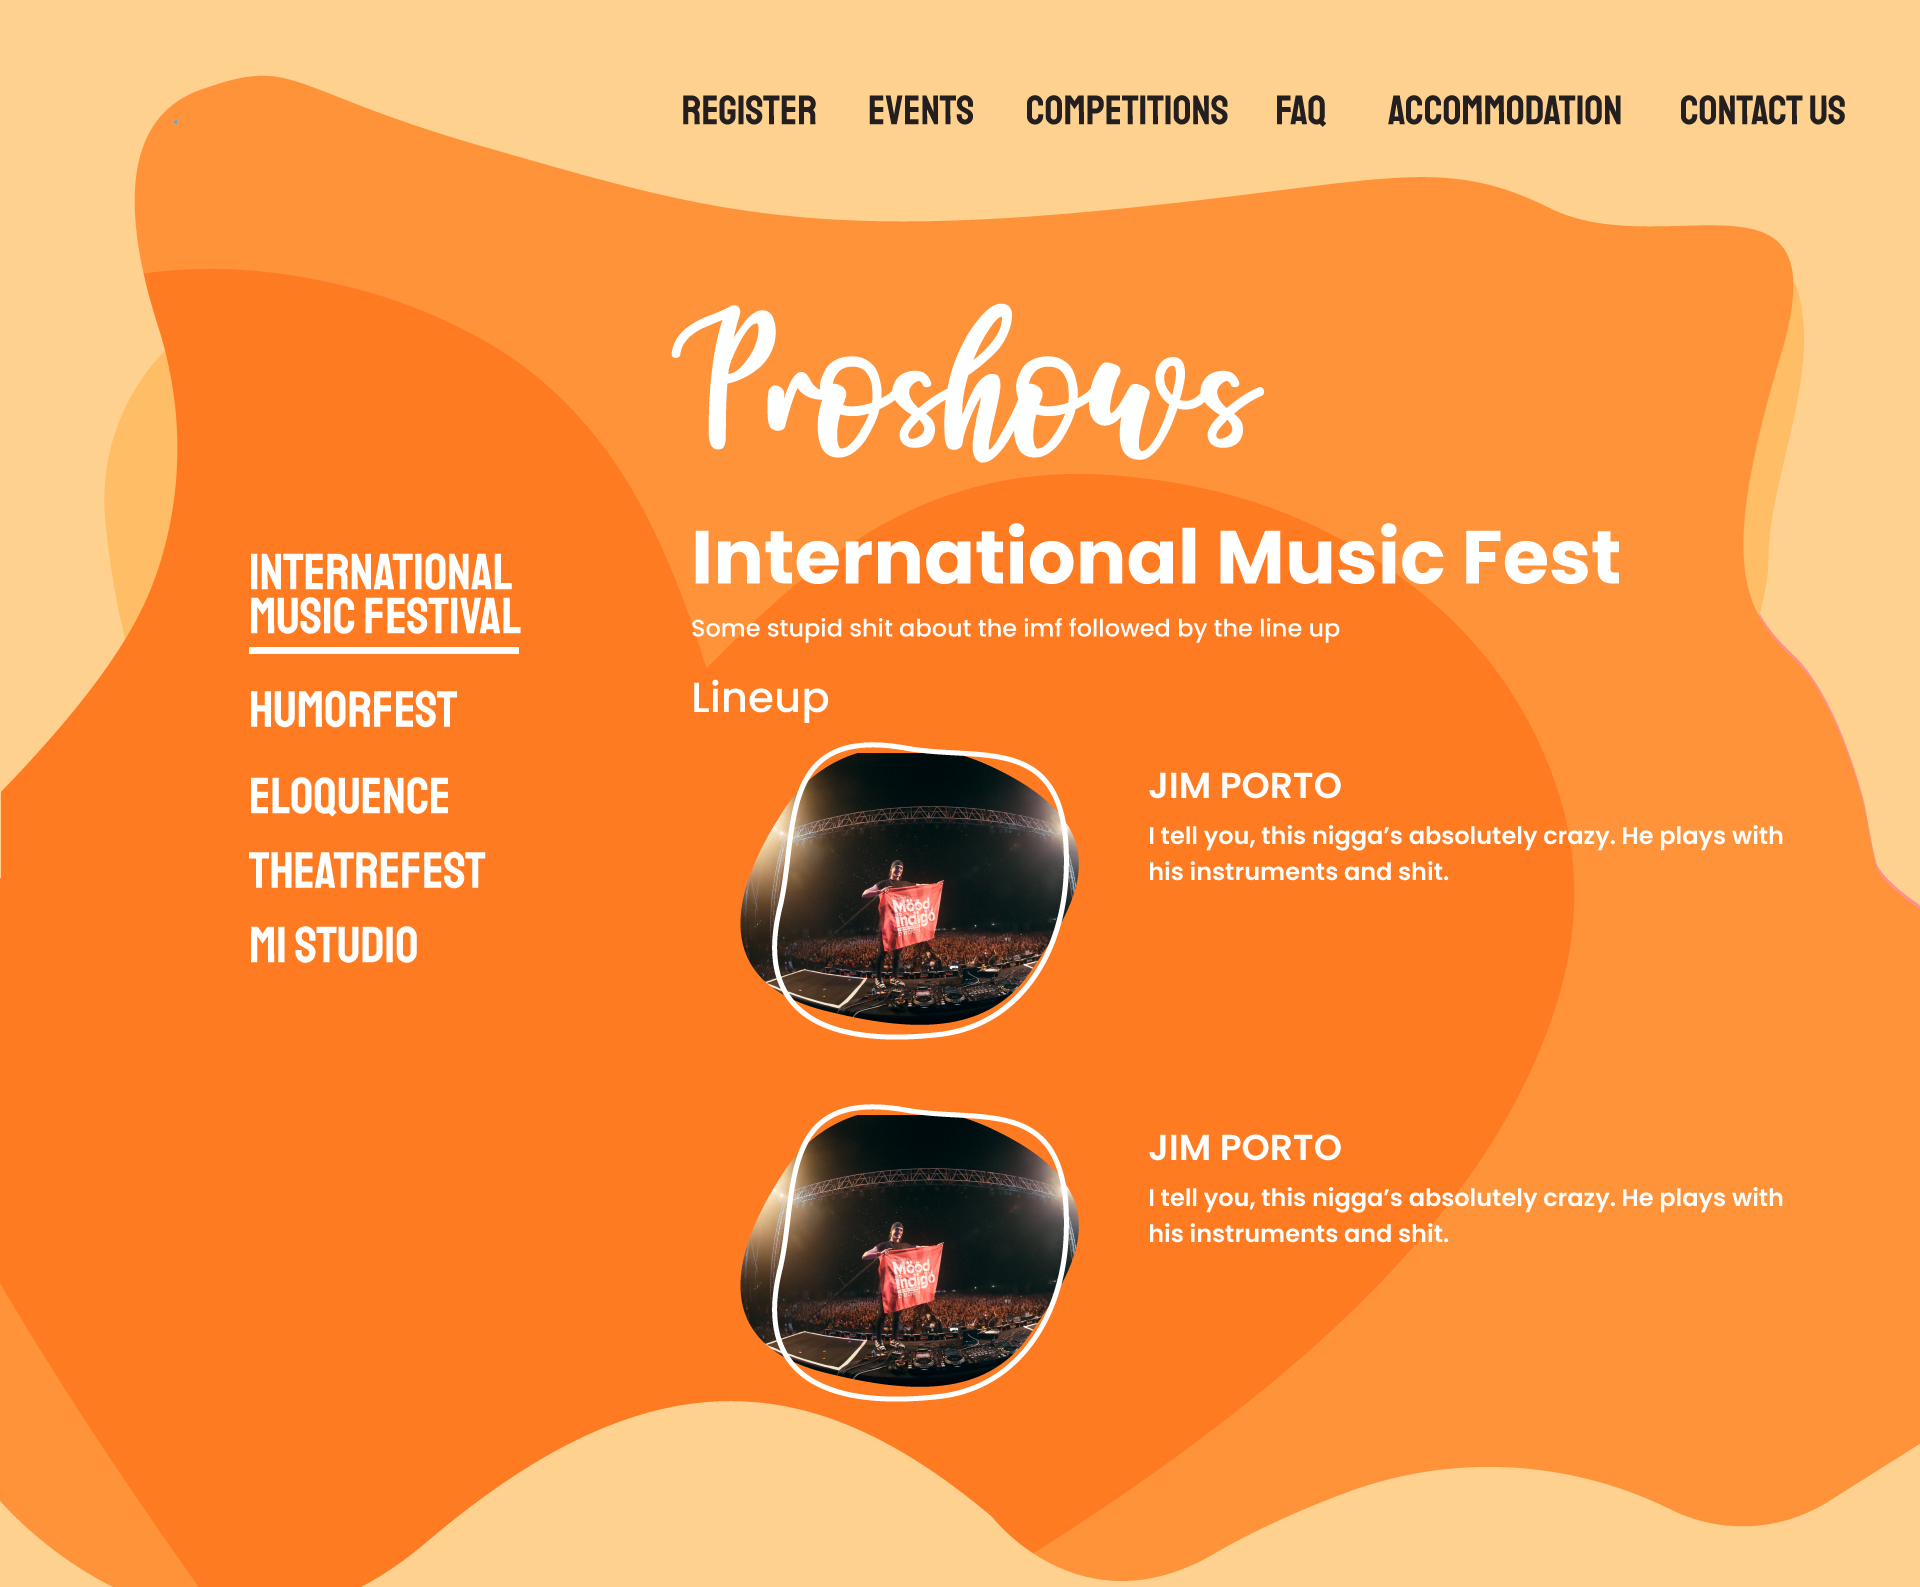 REGISTER EVENTS COMPETITIONS FAQ ACCOMMODATION CONTACT US
Proshows
INTERNATIONAL
MUSIC FESTIVAL
HUMORFEST
ELOQUENCE
THEATREFEST
MI STUDIO
International Music Fest
Some stupid shit about the imf followed by the line up
Lineup
Mood
Indigo
JIM PORTO
I tell you, this nigga’s absolutely crazy. He plays with
his instruments and shit.
Mood
Indigo
JIM PORTO
I tell you, this nigga’s absolutely crazy. He plays with
his instruments and shit.